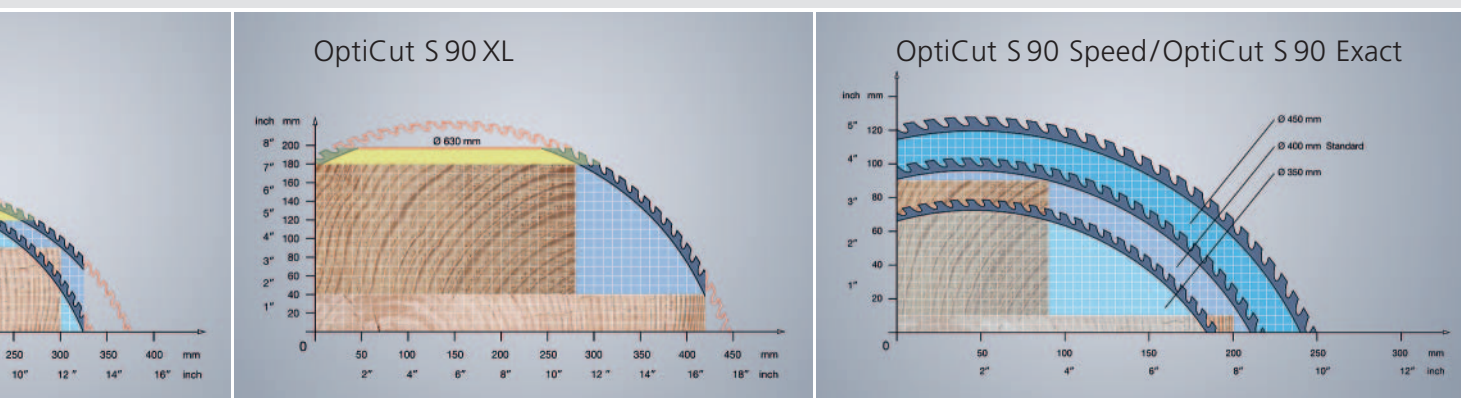 250 300 350 400 mm
10" 12 " 14" 16" inch
OptiCut S 90 XL
inch mm
8" 200
7" 180
160
6"
5" 140
120
4" 100
3" 80
60
2" 40
1" 20
Ø 630 mm
0 50 100 150 200 250 300 350 400 450 mm
2" 4" 6" 8" 10" 12 " 14" 16" 18" inch
OptiCut S 90 Speed/OptiCut S 90 Exact
inch mm
5" 120
4" 100
80
3"
60
2"
40
1" 20
Ø 450 mm
Ø 400 mm Standard
Ø 350 mm
0 50 100 150 200 250 300 mm
2" 4" 6" 8" 10" 12" inch